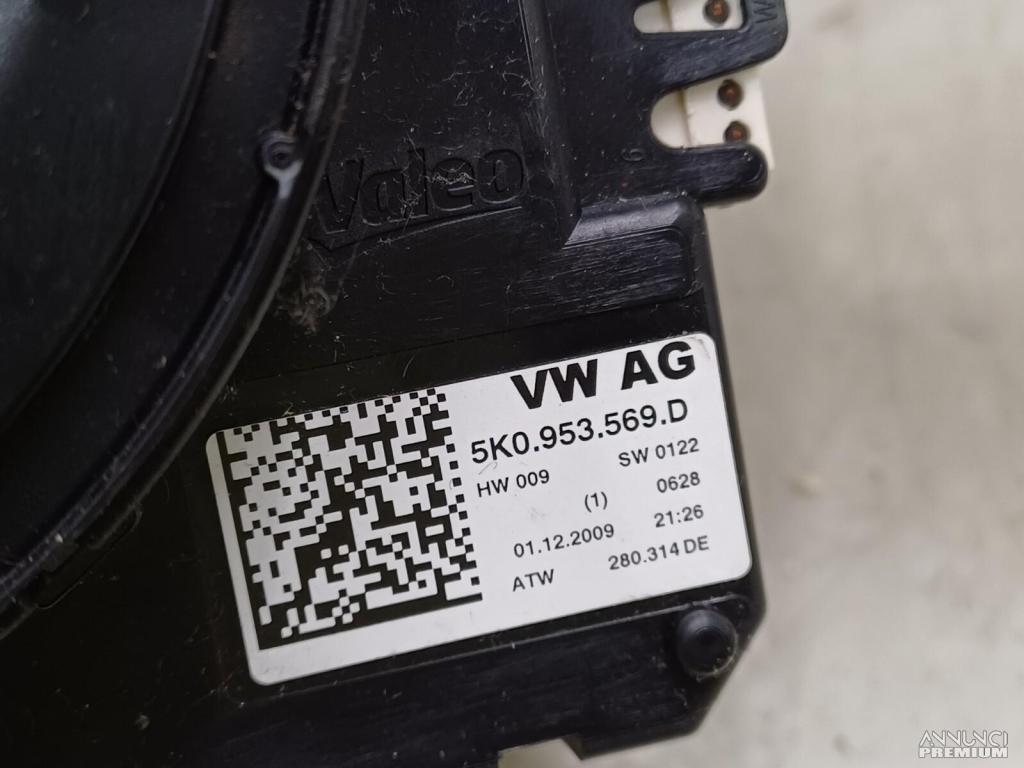 Valeo
VW AG
5K0.953.569.D
HW 009 SW 0122
(1) 0628
01.12.2009 21:26
ATW 280.314 DE
ANNUNCI
PREMIUM